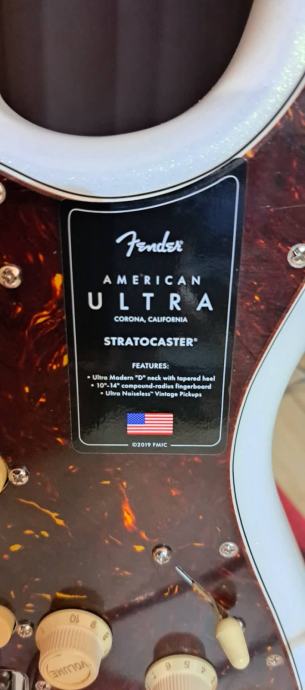 Fender
AMERICAN
ULTRA
CORONA, CALIFORNIA
STRATOCASTER®
FEATURES:
• Ultra Modern "D" neck with tapered heel
• 10"-14" compound-radius fingerboard
• Ultra Noiseless™ Vintage Pickups
©2019 FMIC
10
VOLUME